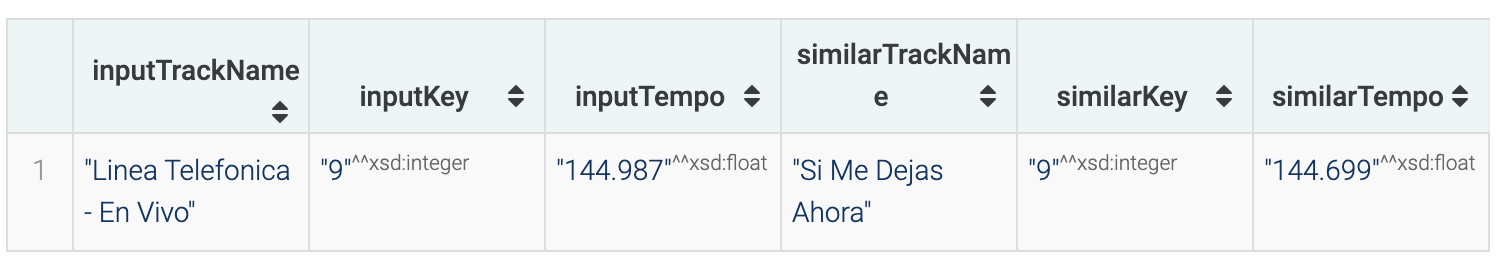 inputTrackName
inputKey
inputTempo
similarTrackNam
e
similarKey
similarTempo
1
"Linea Telefonica
- En Vivo"
"9"^^xsd:integer
"144.987"^^xsd:float
"Si Me Dejas
Ahora"
"9"^^xsd:integer
"144.699"^^xsd:float